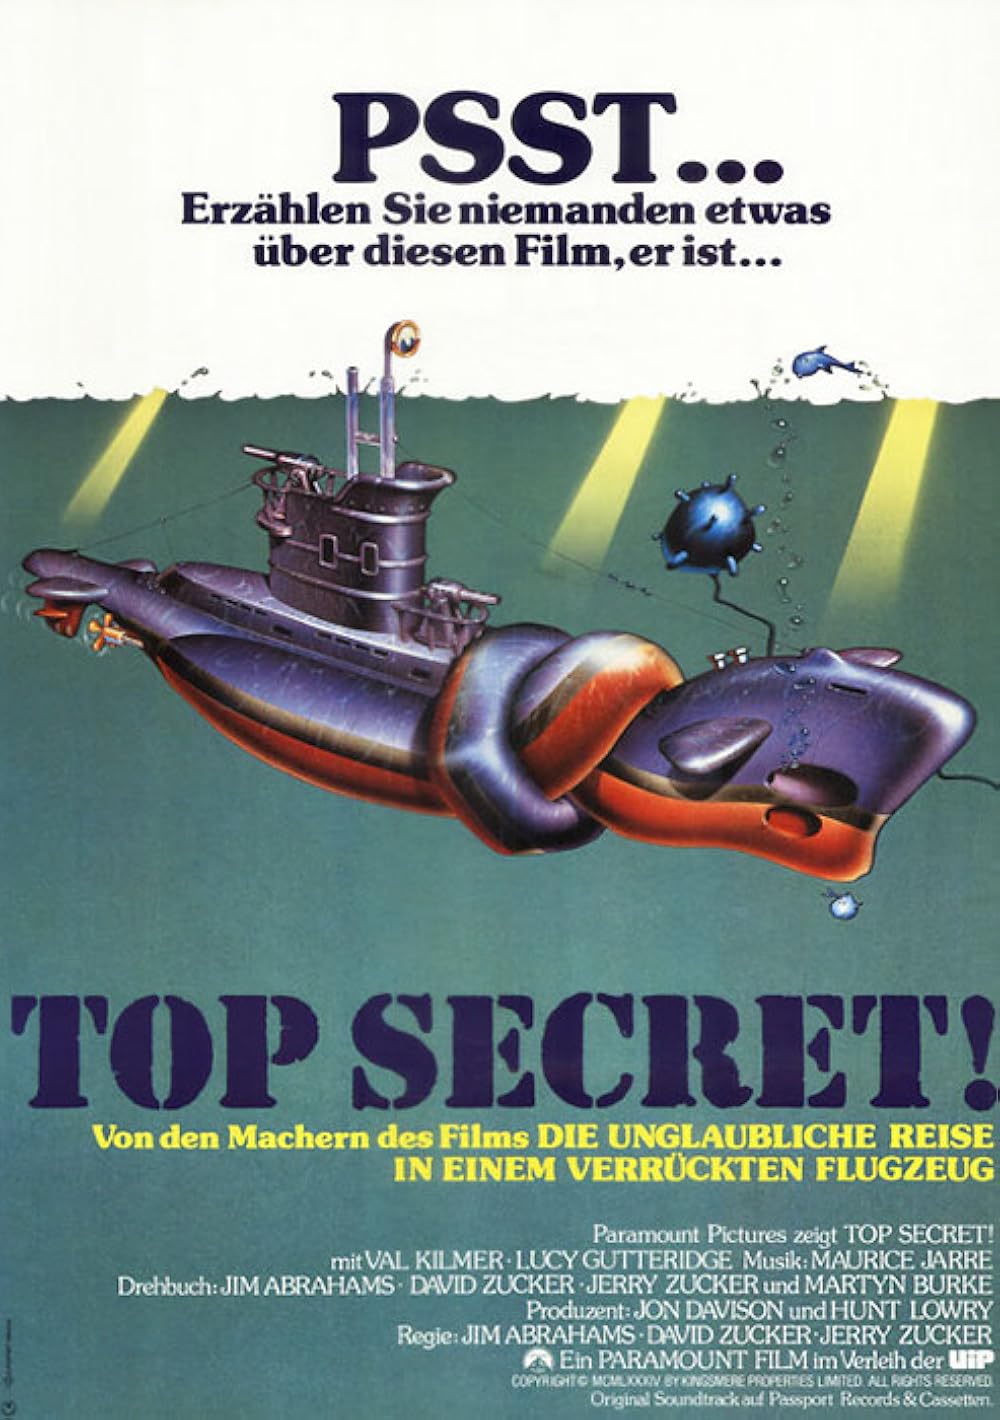 PSST...
Erzählen Sie niemanden etwas
über diesen Film, er ist...
TOP SECRET!
Von den Machern des Films DIE UNGLAUBLICHE REISE
IN EINEM VERRÜCKTEN FLUGZEUG
Paramount Pictures zeigt TOP SECRET!
mit VAL KILMER · LUCY GUTTERIDGE Musik: MAURICE JARRE
Drehbuch: JIM ABRAHAMS · DAVID ZUCKER · JERRY ZUCKER und MARTYN BURKE
Produzent: JON DAVISON und HUNT LOWRY
Regie: JIM ABRAHAMS · DAVID ZUCKER · JERRY ZUCKER
Ein PARAMOUNT FILM im Verleih der UiP
COPYRIGHT © MCMLXXXIV BY KINGSMERE PROPERTIES LIMITED. ALL RIGHTS RESERVED.
Original Soundtrack auf Passport Records & Cassetten.